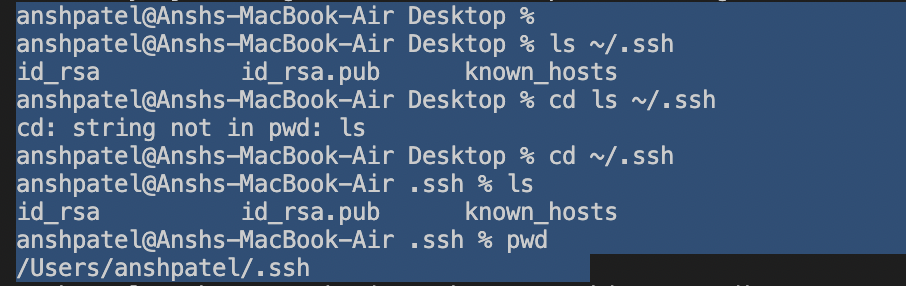 anshpatel@Anshs-MacBook-Air Desktop %
anshpatel@Anshs-MacBook-Air Desktop % ls ~/.ssh
id_rsa id_rsa.pub known_hosts
anshpatel@Anshs-MacBook-Air Desktop % cd ls ~/.ssh
cd: string not in pwd: ls
anshpatel@Anshs-MacBook-Air Desktop % cd ~/.ssh
anshpatel@Anshs-MacBook-Air .ssh % ls
id_rsa id_rsa.pub known_hosts
anshpatel@Anshs-MacBook-Air .ssh % pwd
/Users/anshpatel/.ssh